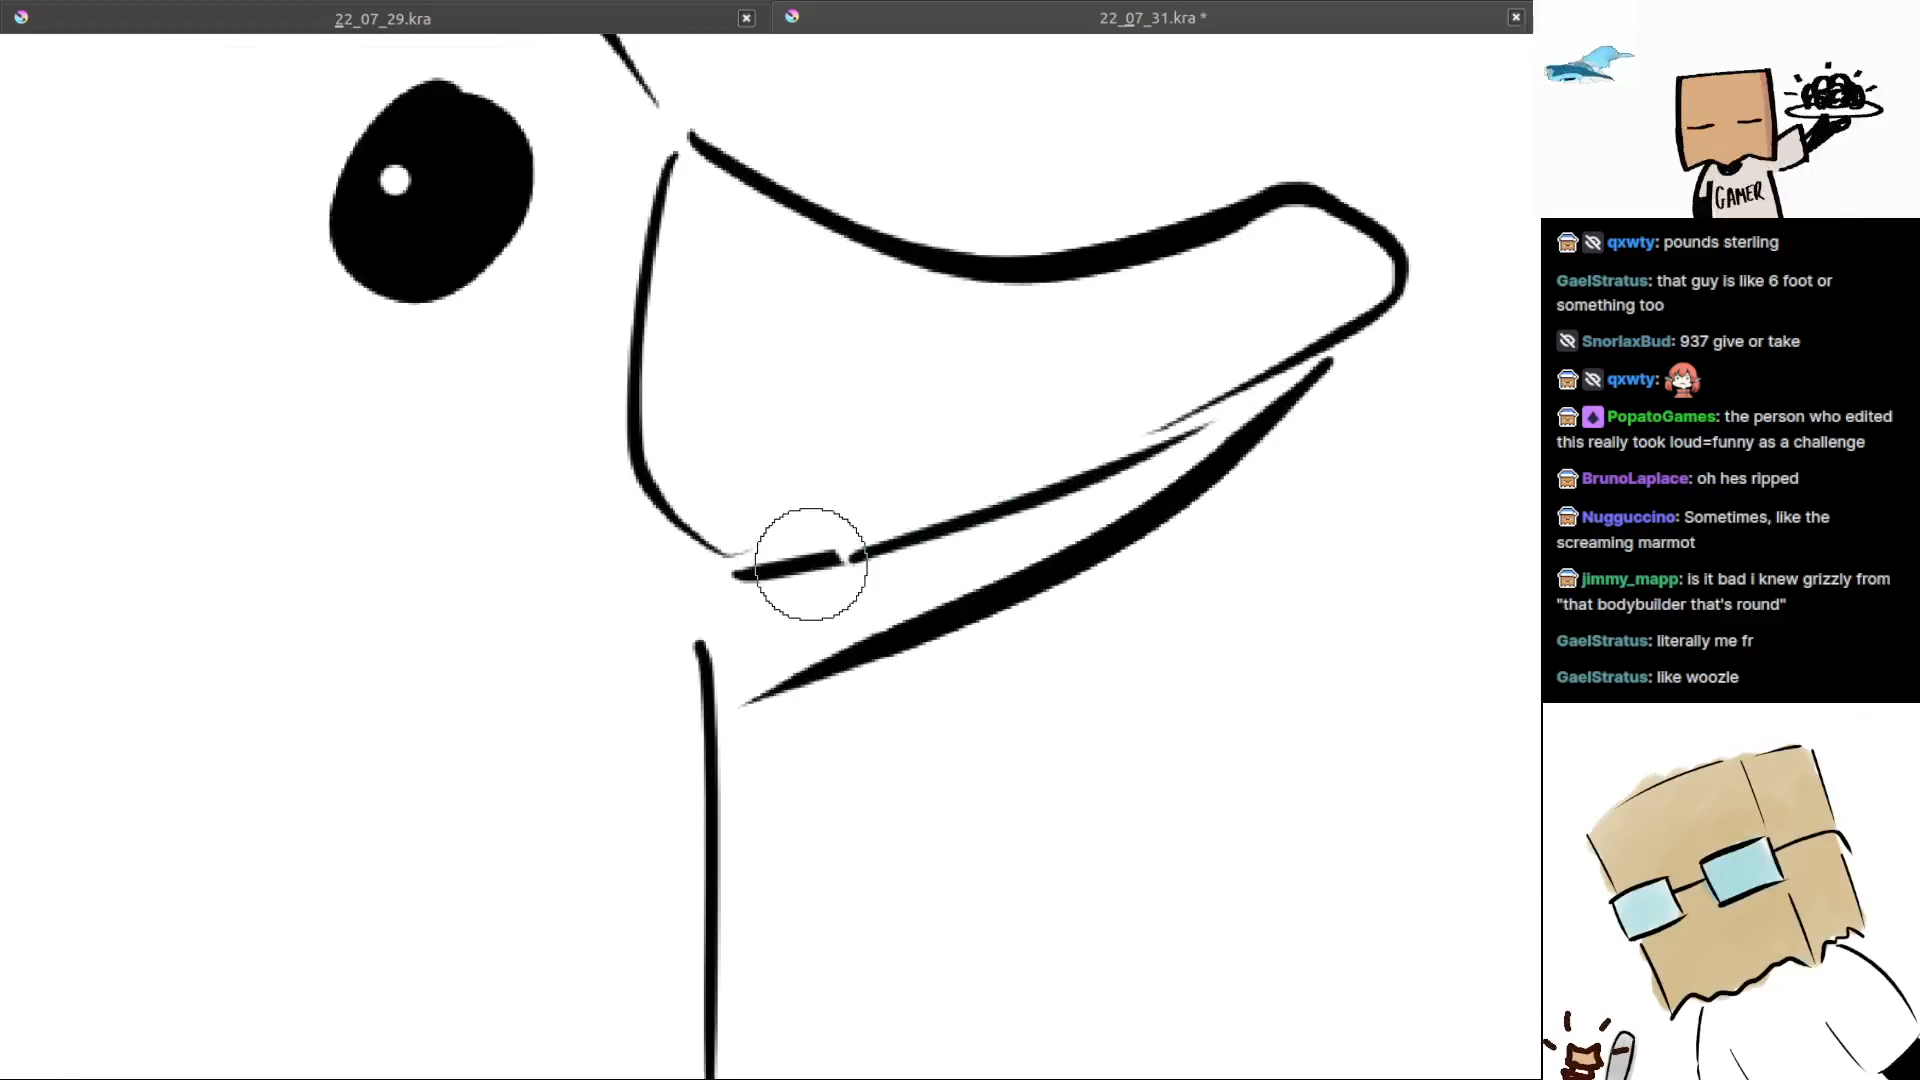 22_07_29.kra
22_07_31.kra *
GAMER
qxwty: pounds sterling
GaelStratus: that guy is like 6 foot or
something too
SnorlaxBud: 937 give or take
qxwty:
PopatoGames: the person who edited
this really took loud=funny as a challenge
BrunoLaplace: oh hes ripped
Nugguccino: Sometimes, like the
screaming marmot
jimmy_mapp: is it bad i knew grizzly from
"that bodybuilder that's round"
GaelStratus: literally me fr
GaelStratus: like woozle